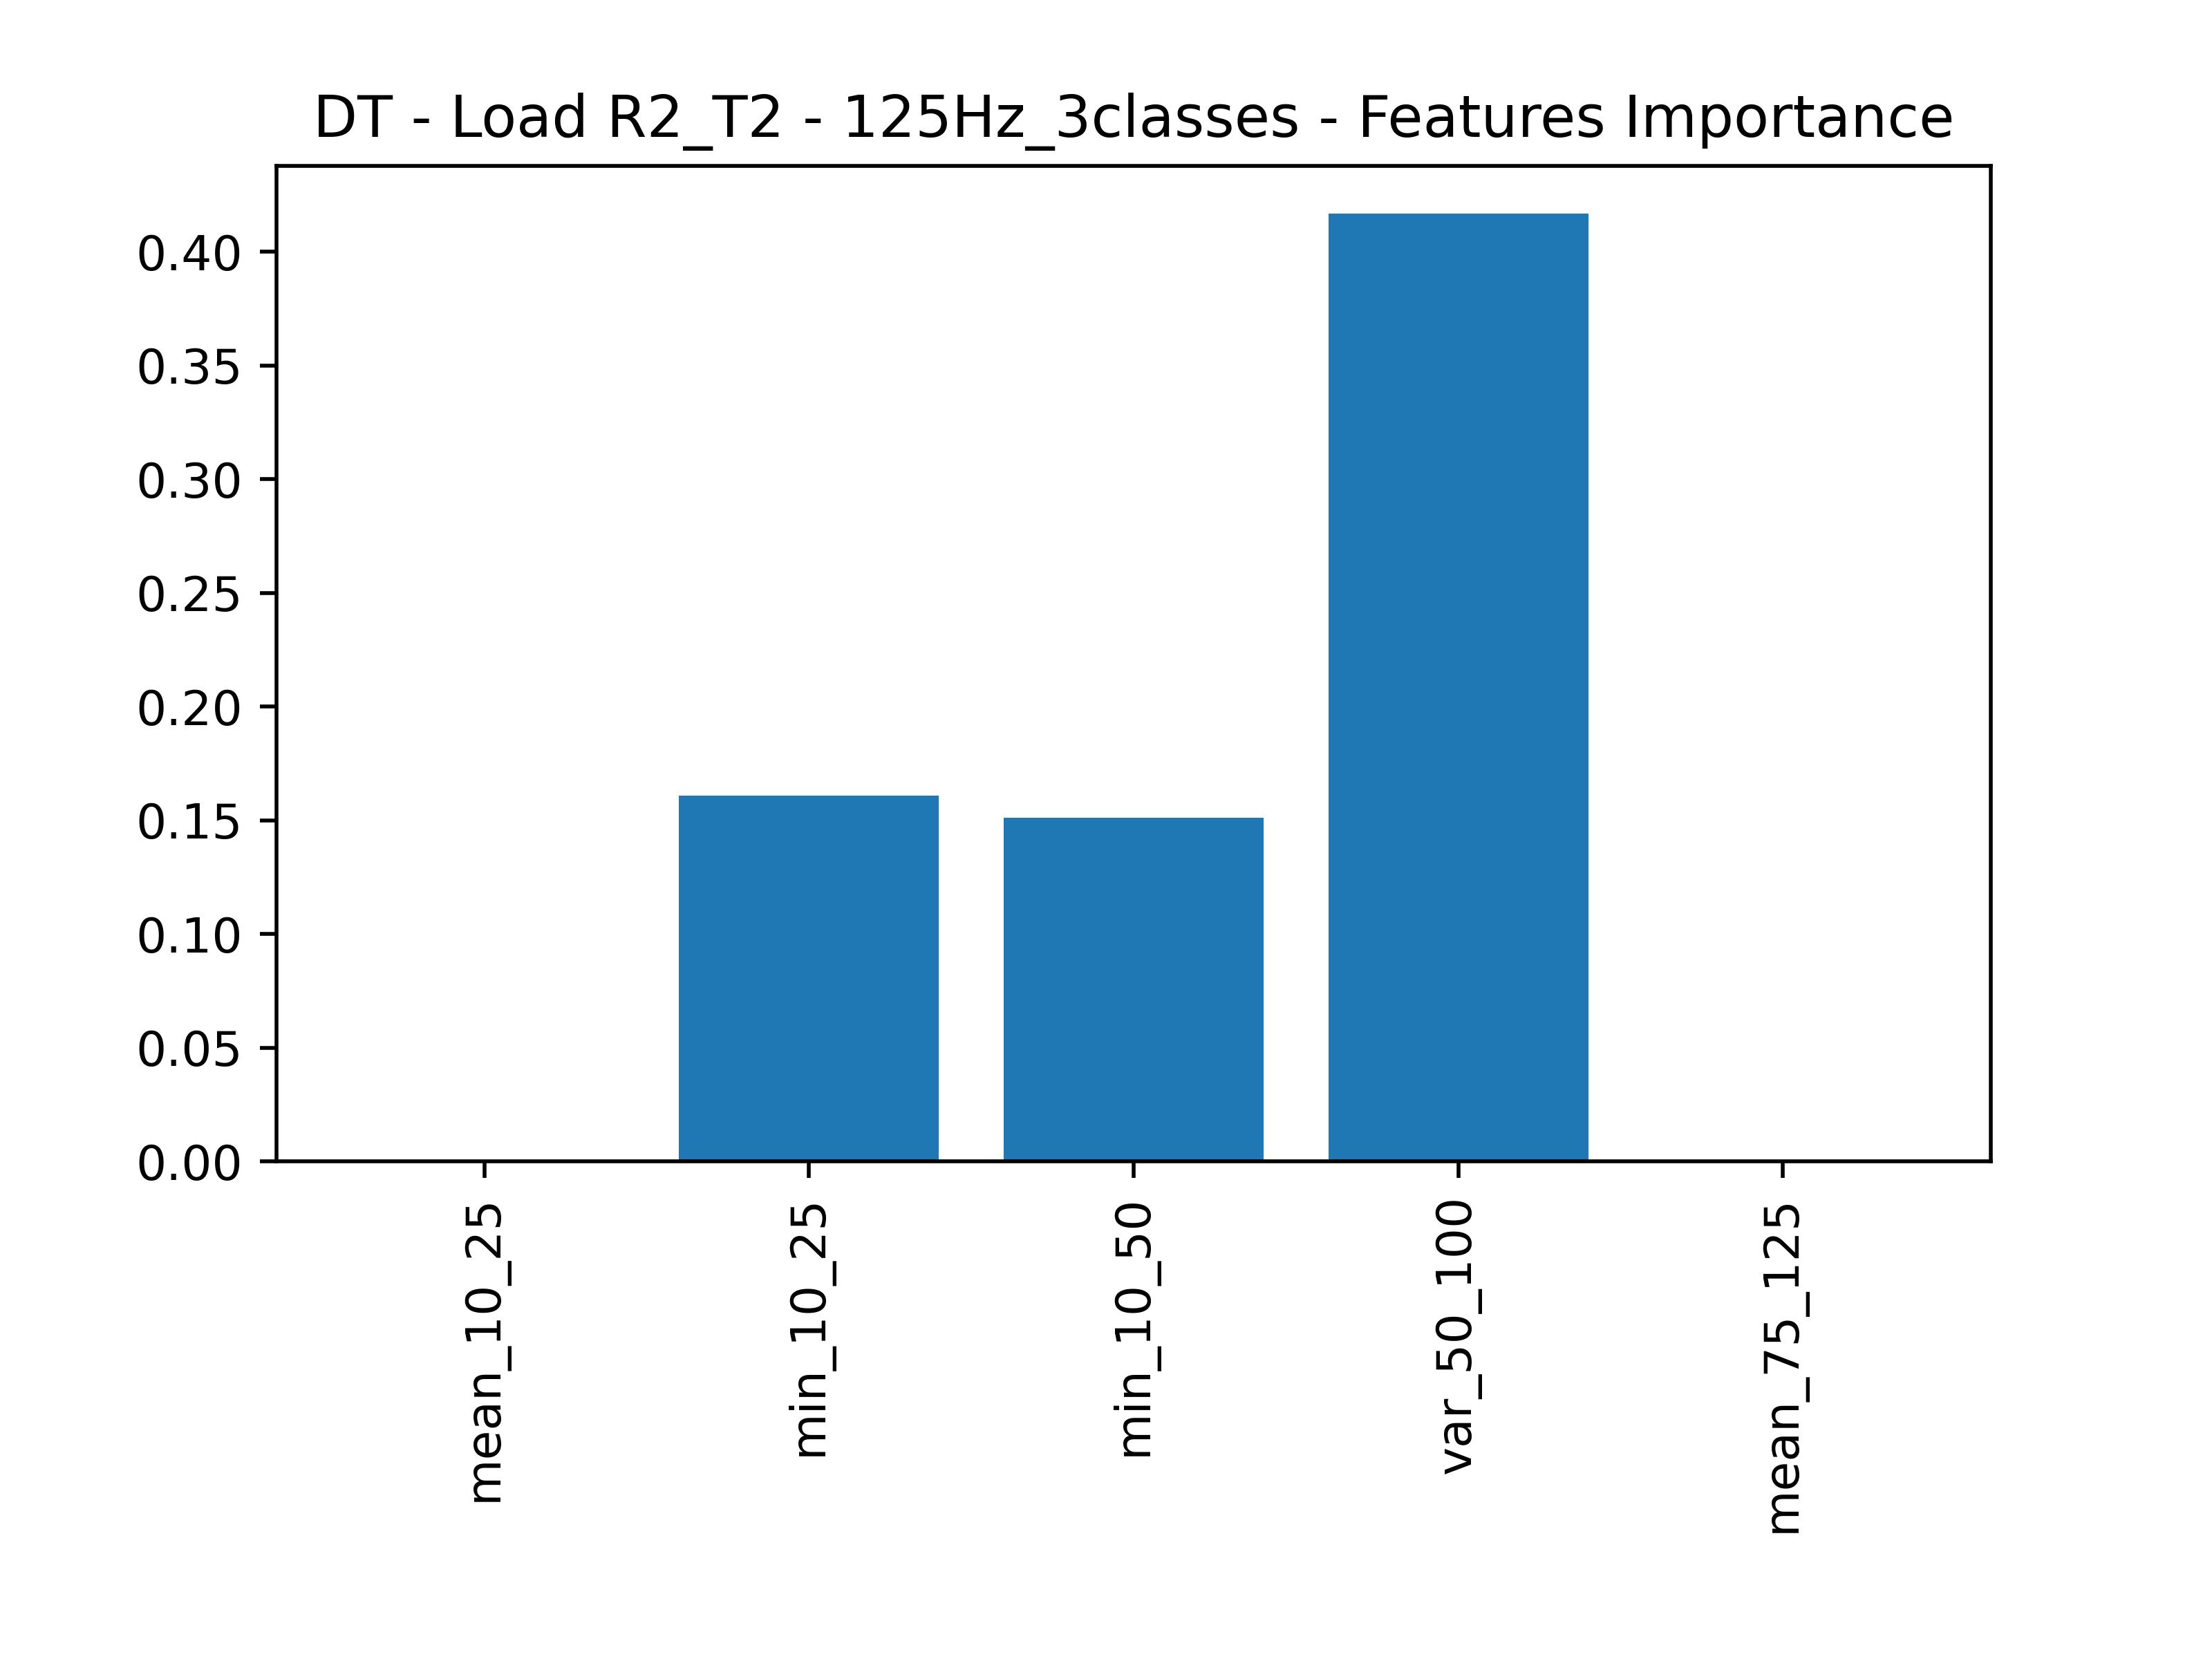 DT - Load R2_T2 - 125Hz_3classes - Features Importance
0.40
0.35
0.30
0.25
0.20
0.15
0.10
0.05
0.00
mean_10_25
min_10_25
min_10_50
var_50_100
mean_75_125